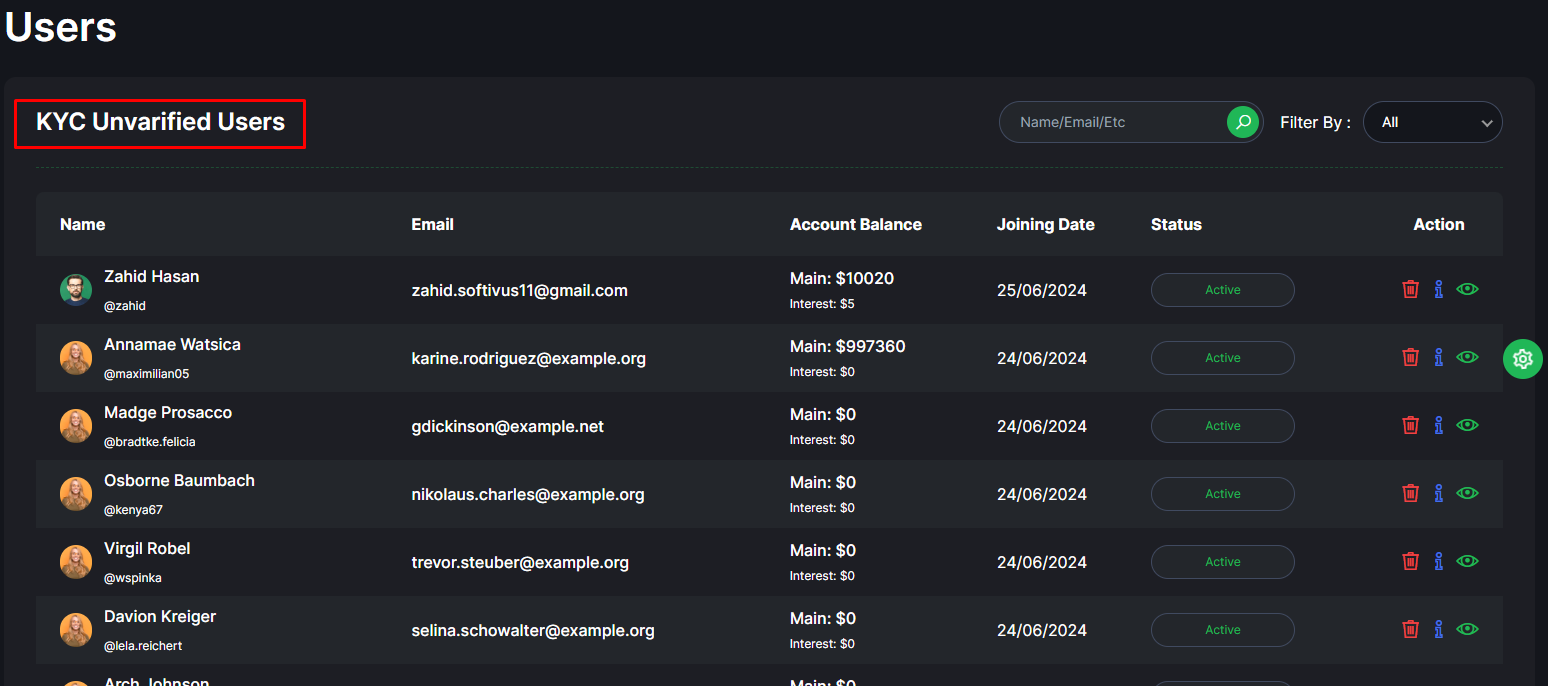 Users
KYC Unvarified Users
Name/Email/Etc
Filter By :
All
Name Email Account Balance Joining Date Status Action
Zahid Hasan
@zahid
zahid.softivus11@gmail.com
Main: $10020
Interest: $5
25/06/2024
Active
Annamae Watsica
@maximilian05
karine.rodriguez@example.org
Main: $997360
Interest: $0
24/06/2024
Active
Madge Prosacco
@bradtke.felicia
gdickinson@example.net
Main: $0
Interest: $0
24/06/2024
Active
Osborne Baumbach
@kenya67
nikolaus.charles@example.org
Main: $0
Interest: $0
24/06/2024
Active
Virgil Robel
@wspinka
trevor.steuber@example.org
Main: $0
Interest: $0
24/06/2024
Active
Davion Kreiger
@lela.reichert
selina.schowalter@example.org
Main: $0
Interest: $0
24/06/2024
Active
Arch Johnson
Main: $0